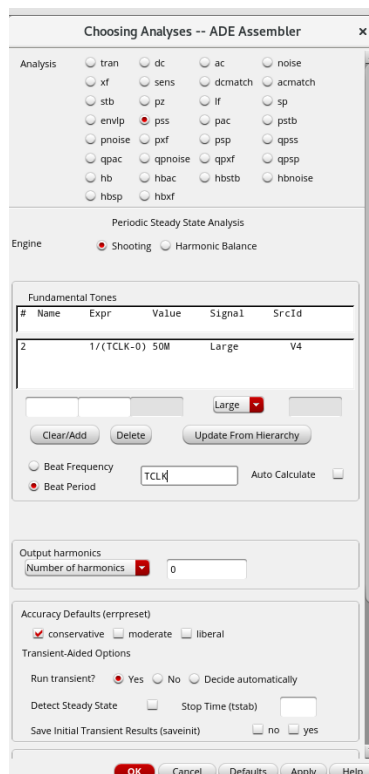 Choosing Analyses -- ADE Assembler ×
Analysis tran dc ac noise
xf sens dcmatch acmatch
stb pz lf sp
envlp pss pac pstb
pnoise pxf psp qpss
qpac qpnoise qpxf qpsp
hb hbac hbstb hbnoise
hbsp hbxf
Periodic Steady State Analysis
Engine Shooting Harmonic Balance
Fundamental Tones
# Name Expr Value Signal SrcId
2 1/(TCLK-0) 50M Large V4
Large
Clear/Add Delete Update From Hierarchy
Beat Frequency
Beat Period TCLK Auto Calculate
Output harmonics
Number of harmonics 0
Accuracy Defaults (errpreset)
conservative moderate liberal
Transient-Aided Options
Run transient? Yes No Decide automatically
Detect Steady State Stop Time (tstab)
Save Initial Transient Results (saveinit) no yes
OK Cancel Defaults Apply Help